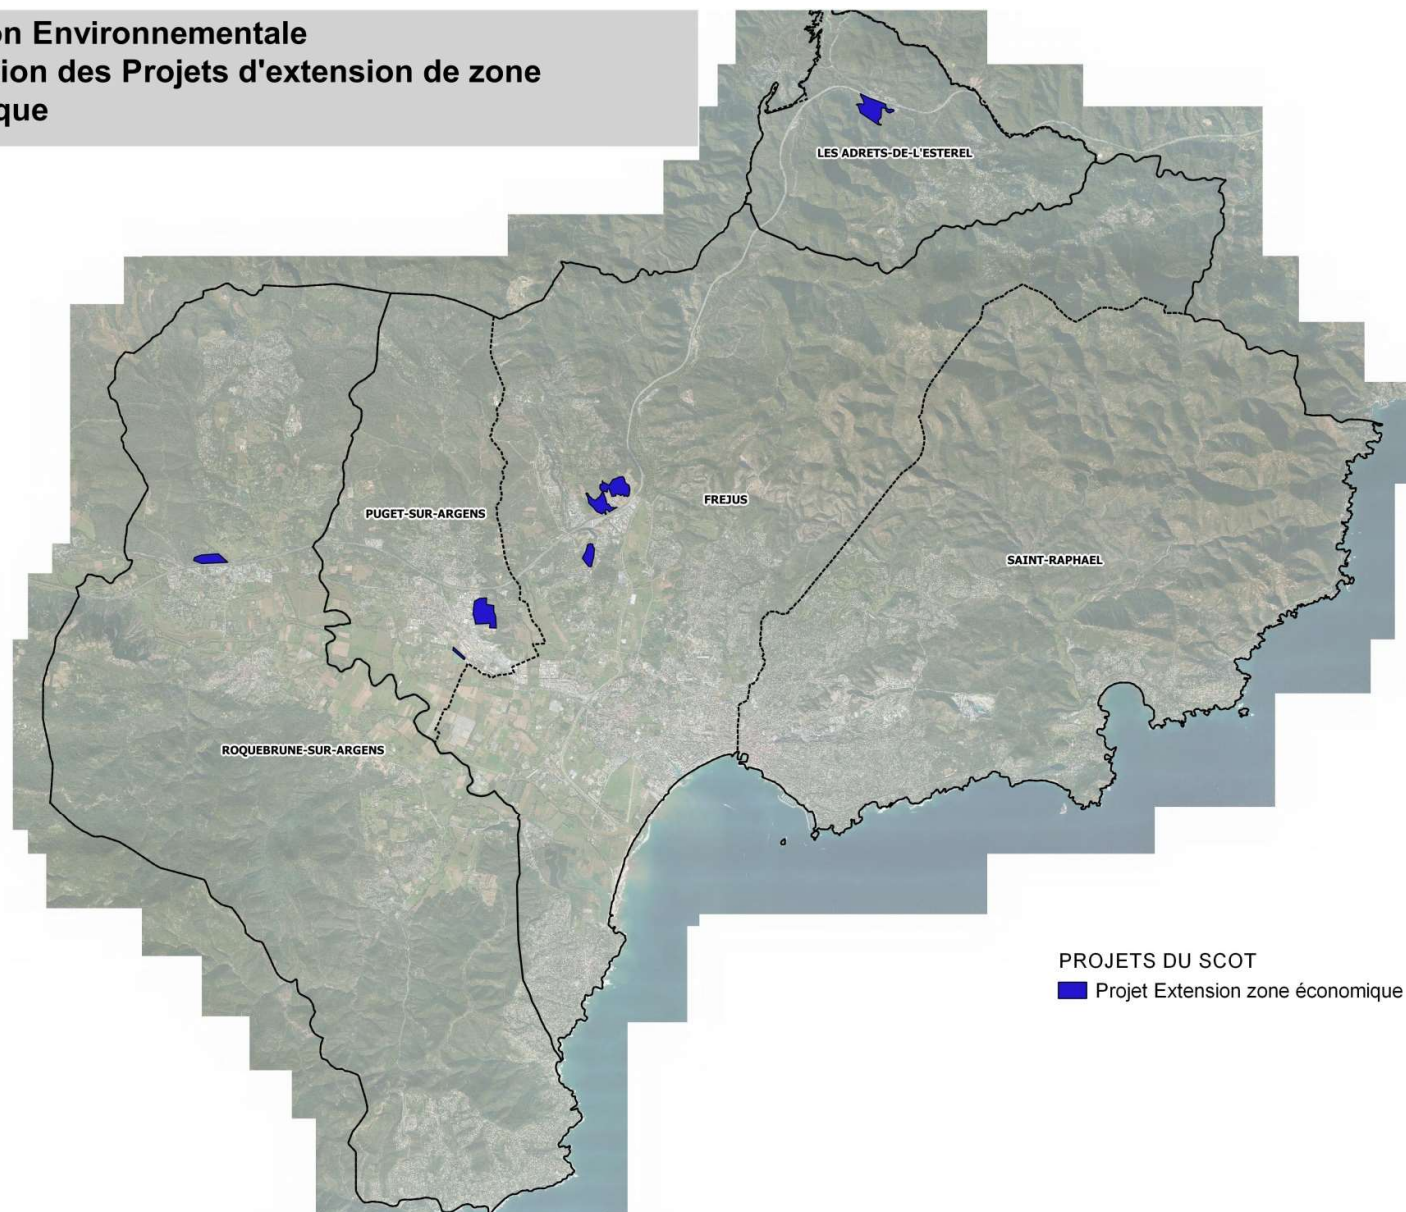 on Environnementale
ion des Projets d'extension de zone
que
LES ADRETS-DE-L'ESTEREL
FREJUS
PUGET-SUR-ARGENS
SAINT-RAPHAEL
ROQUEBRUNE-SUR-ARGENS
PROJETS DU SCOT
Projet Extension zone économique